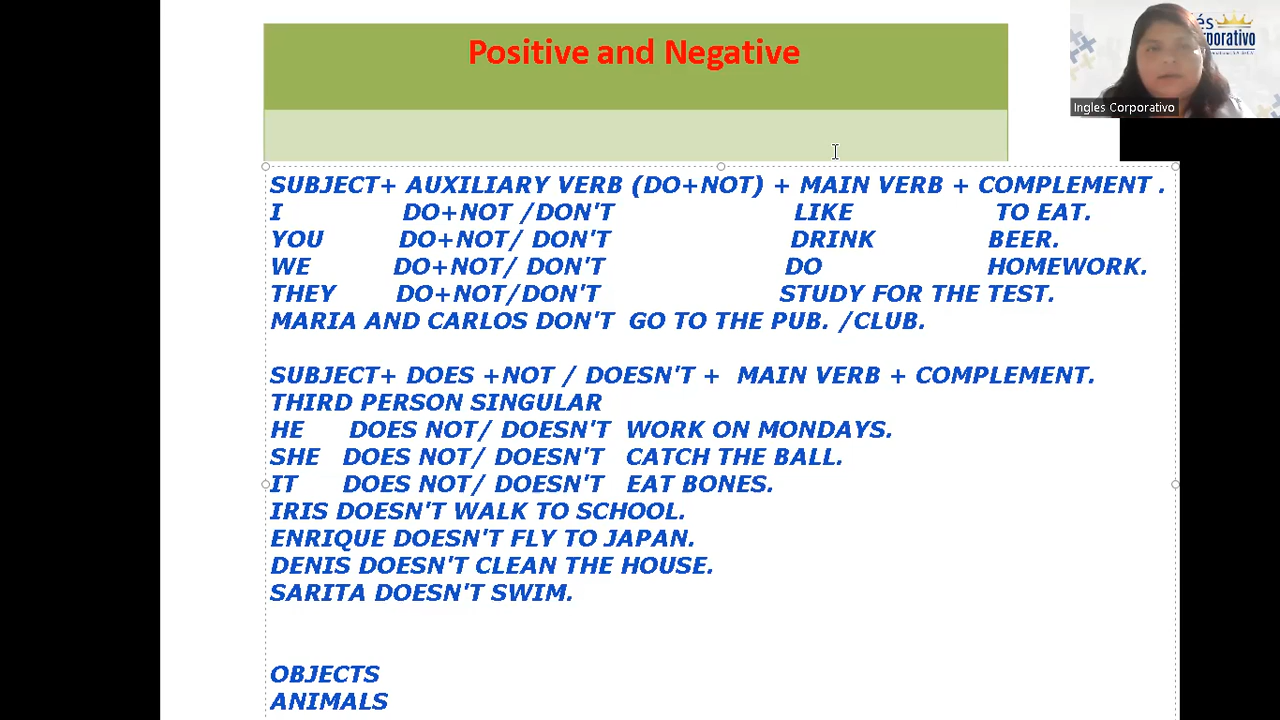 Positive and Negative
és
rporativo
Ingles Corporativo
SUBJECT+ AUXILIARY VERB (DO+NOT) + MAIN VERB + COMPLEMENT .
I DO+NOT /DON'T LIKE TO EAT.
YOU DO+NOT/ DON'T DRINK BEER.
WE DO+NOT/ DON'T DO HOMEWORK.
THEY DO+NOT/DON'T STUDY FOR THE TEST.
MARIA AND CARLOS DON'T GO TO THE PUB. /CLUB.
SUBJECT+ DOES +NOT / DOESN'T + MAIN VERB + COMPLEMENT.
THIRD PERSON SINGULAR
HE DOES NOT/ DOESN'T WORK ON MONDAYS.
SHE DOES NOT/ DOESN'T CATCH THE BALL.
IT DOES NOT/ DOESN'T EAT BONES.
IRIS DOESN'T WALK TO SCHOOL.
ENRIQUE DOESN'T FLY TO JAPAN.
DENIS DOESN'T CLEAN THE HOUSE.
SARITA DOESN'T SWIM.
OBJECTS
ANIMALS